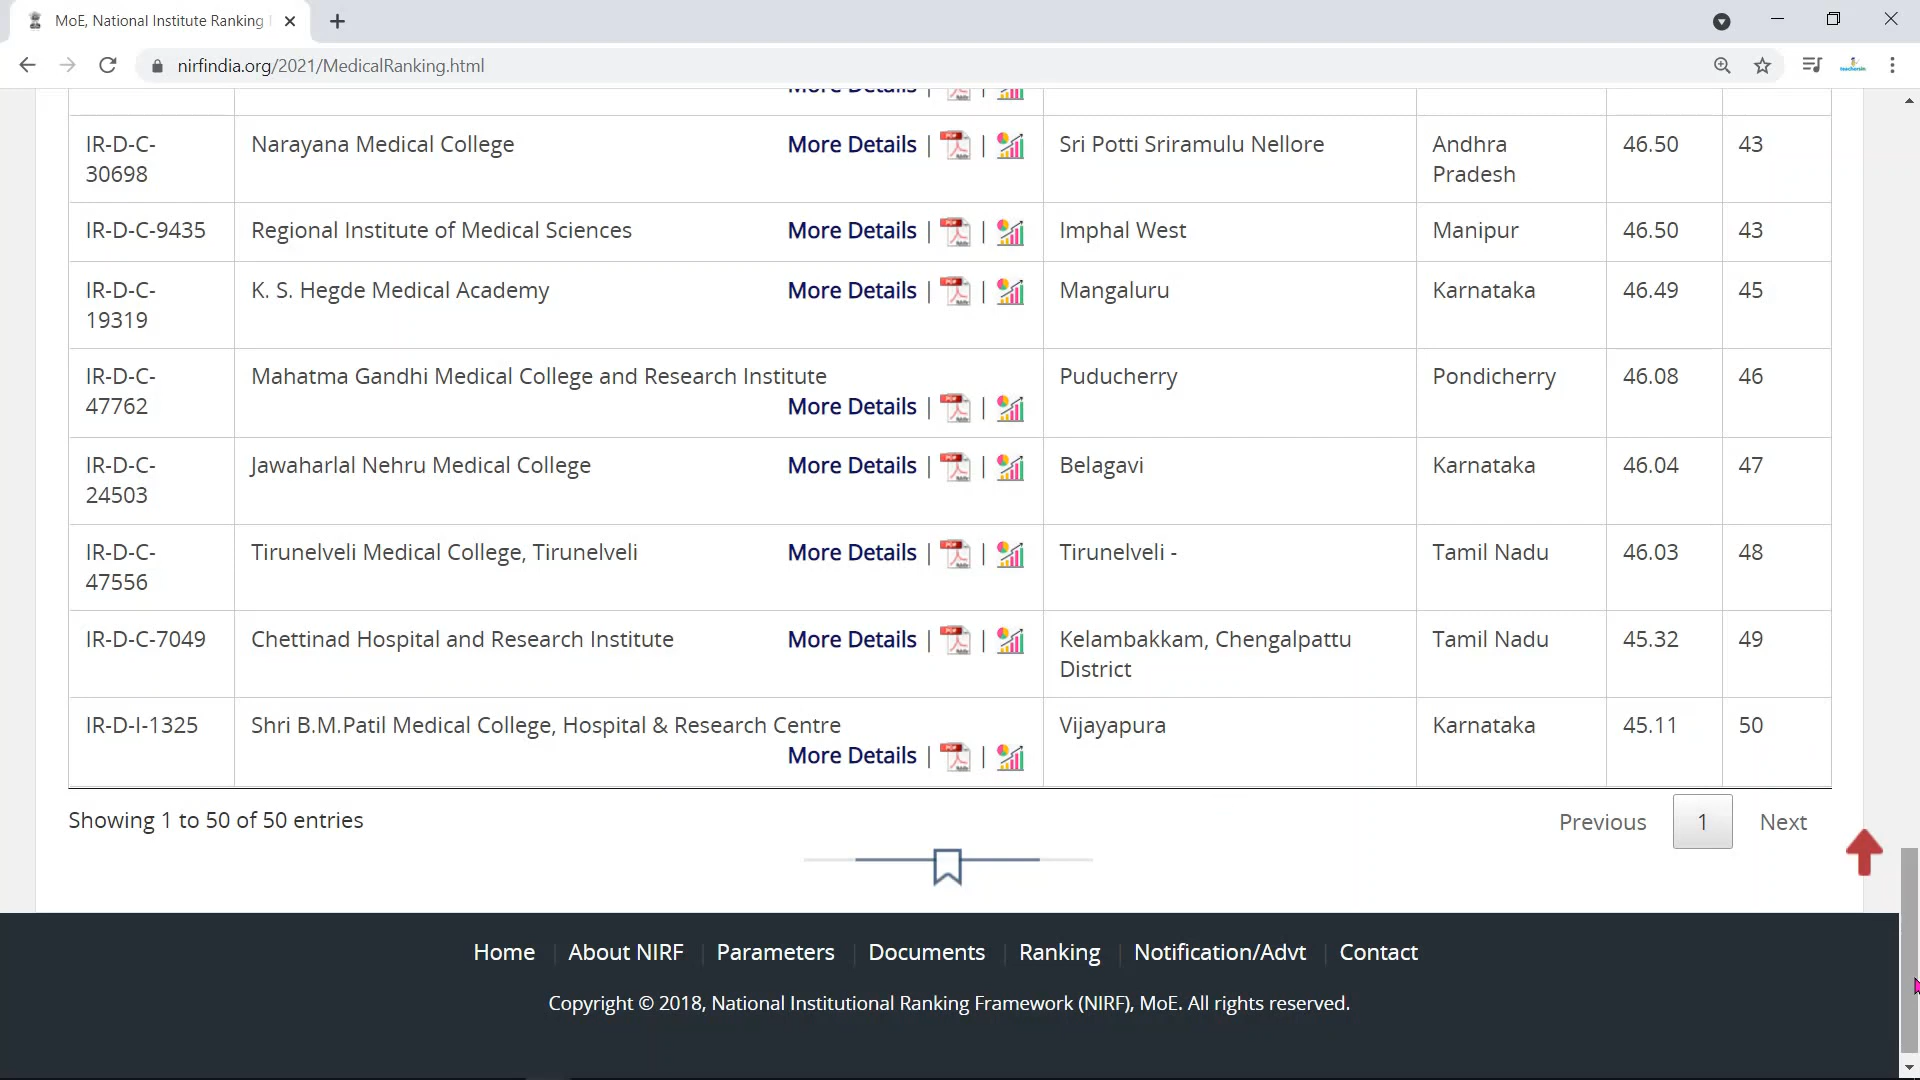 MoE, National Institute Ranking
nirfindia.org/2021/MedicalRanking.html
More Details |
IR-D-C-30698 Narayana Medical College More Details | | Sri Potti Sriramulu Nellore Andhra Pradesh 46.50 43
IR-D-C-9435 Regional Institute of Medical Sciences More Details | | Imphal West Manipur 46.50 43
IR-D-C-19319 K. S. Hegde Medical Academy More Details | | Mangaluru Karnataka 46.49 45
IR-D-C-47762 Mahatma Gandhi Medical College and Research Institute More Details | | Puducherry Pondicherry 46.08 46
IR-D-C-24503 Jawaharlal Nehru Medical College More Details | | Belagavi Karnataka 46.04 47
IR-D-C-47556 Tirunelveli Medical College, Tirunelveli More Details | | Tirunelveli - Tamil Nadu 46.03 48
IR-D-C-7049 Chettinad Hospital and Research Institute More Details | | Kelambakkam, Chengalpattu District Tamil Nadu 45.32 49
IR-D-I-1325 Shri B.M.Patil Medical College, Hospital & Research Centre More Details | | Vijayapura Karnataka 45.11 50
Showing 1 to 50 of 50 entries
Previous 1 Next
Home About NIRF Parameters Documents Ranking Notification/Advt Contact
Copyright © 2018, National Institutional Ranking Framework (NIRF), MoE. All rights reserved.